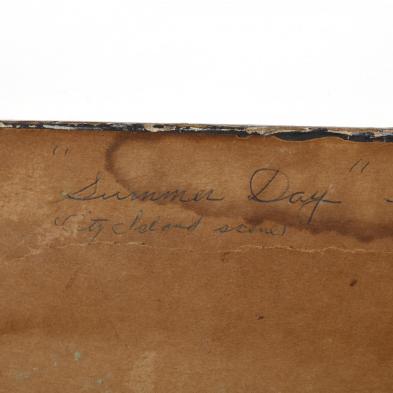 "Summer Day" -
(City Island scene)